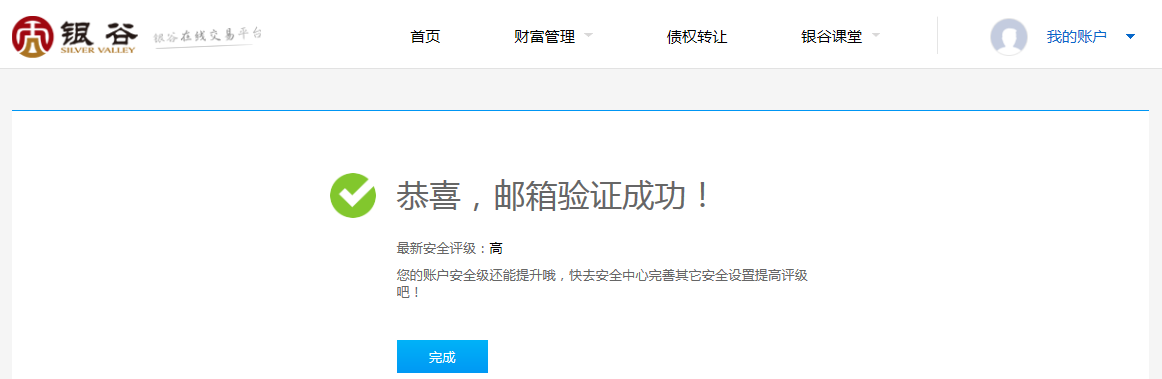 银谷
SILVER VALLEY
银谷在线交易平台
首页
财富管理
债权转让
银谷课堂
我的账户
恭喜，邮箱验证成功！
最新安全评级：高
您的账户安全级还能提升哦，快去安全中心完善其它安全设置提高评级
吧！
完成